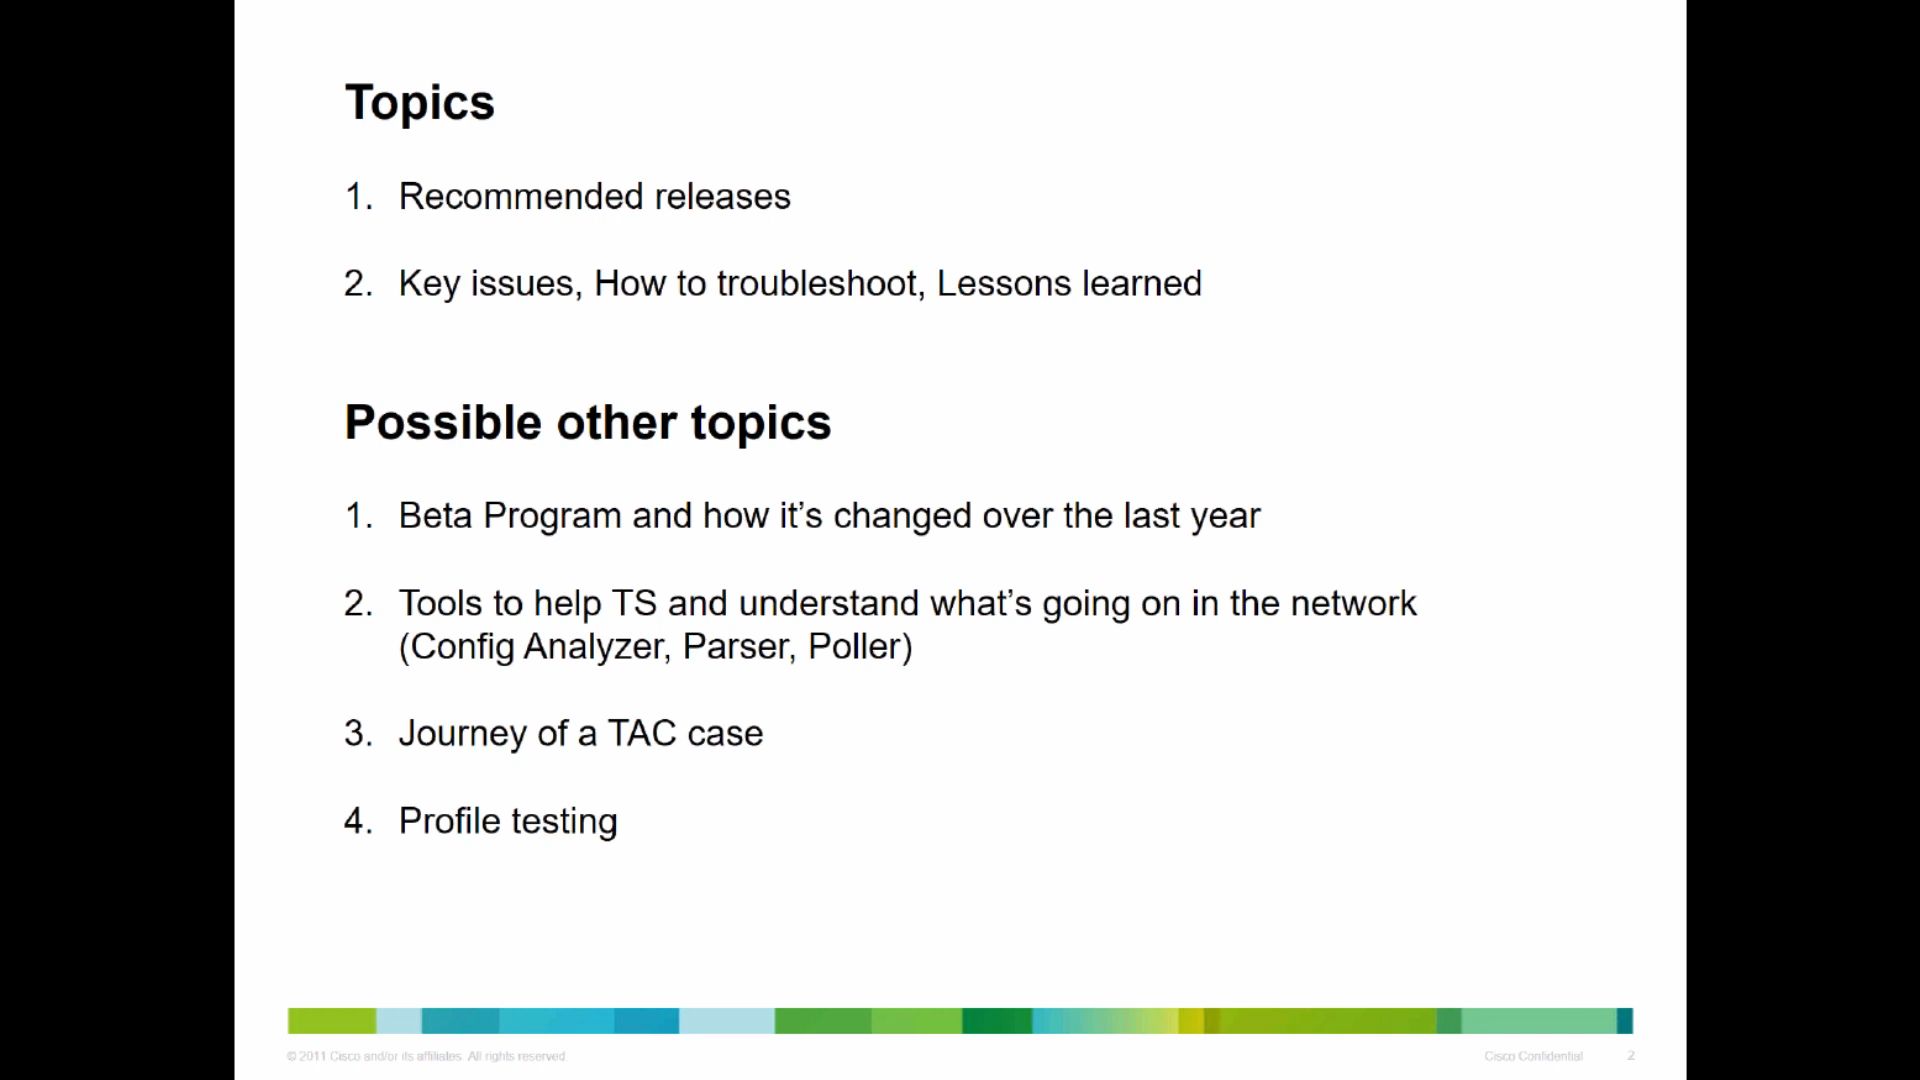 Topics
1. Recommended releases
2. Key issues, How to troubleshoot, Lessons learned
Possible other topics
1. Beta Program and how it’s changed over the last year
2. Tools to help TS and understand what’s going on in the network
(Config Analyzer, Parser, Poller)
3. Journey of a TAC case
4. Profile testing
© 2011 Cisco and/or its affiliates. All rights reserved.
Cisco Confidential
2